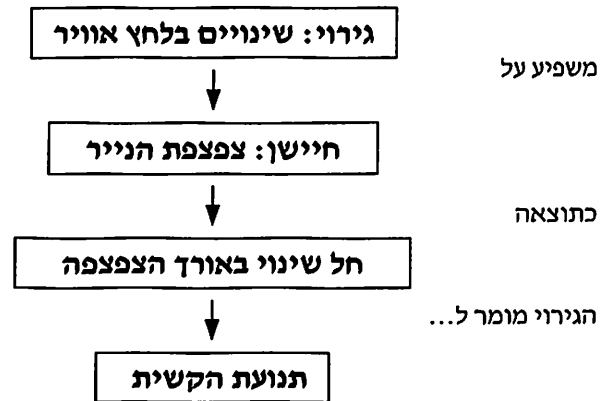 גירוי: שינויים בלחץ אוויר
משפיע על
חיישן: צפצפת הנייר
כתוצאה
חל שינוי באורך הצפצפה
הגירוי מומר ל...
תנועת הקשית